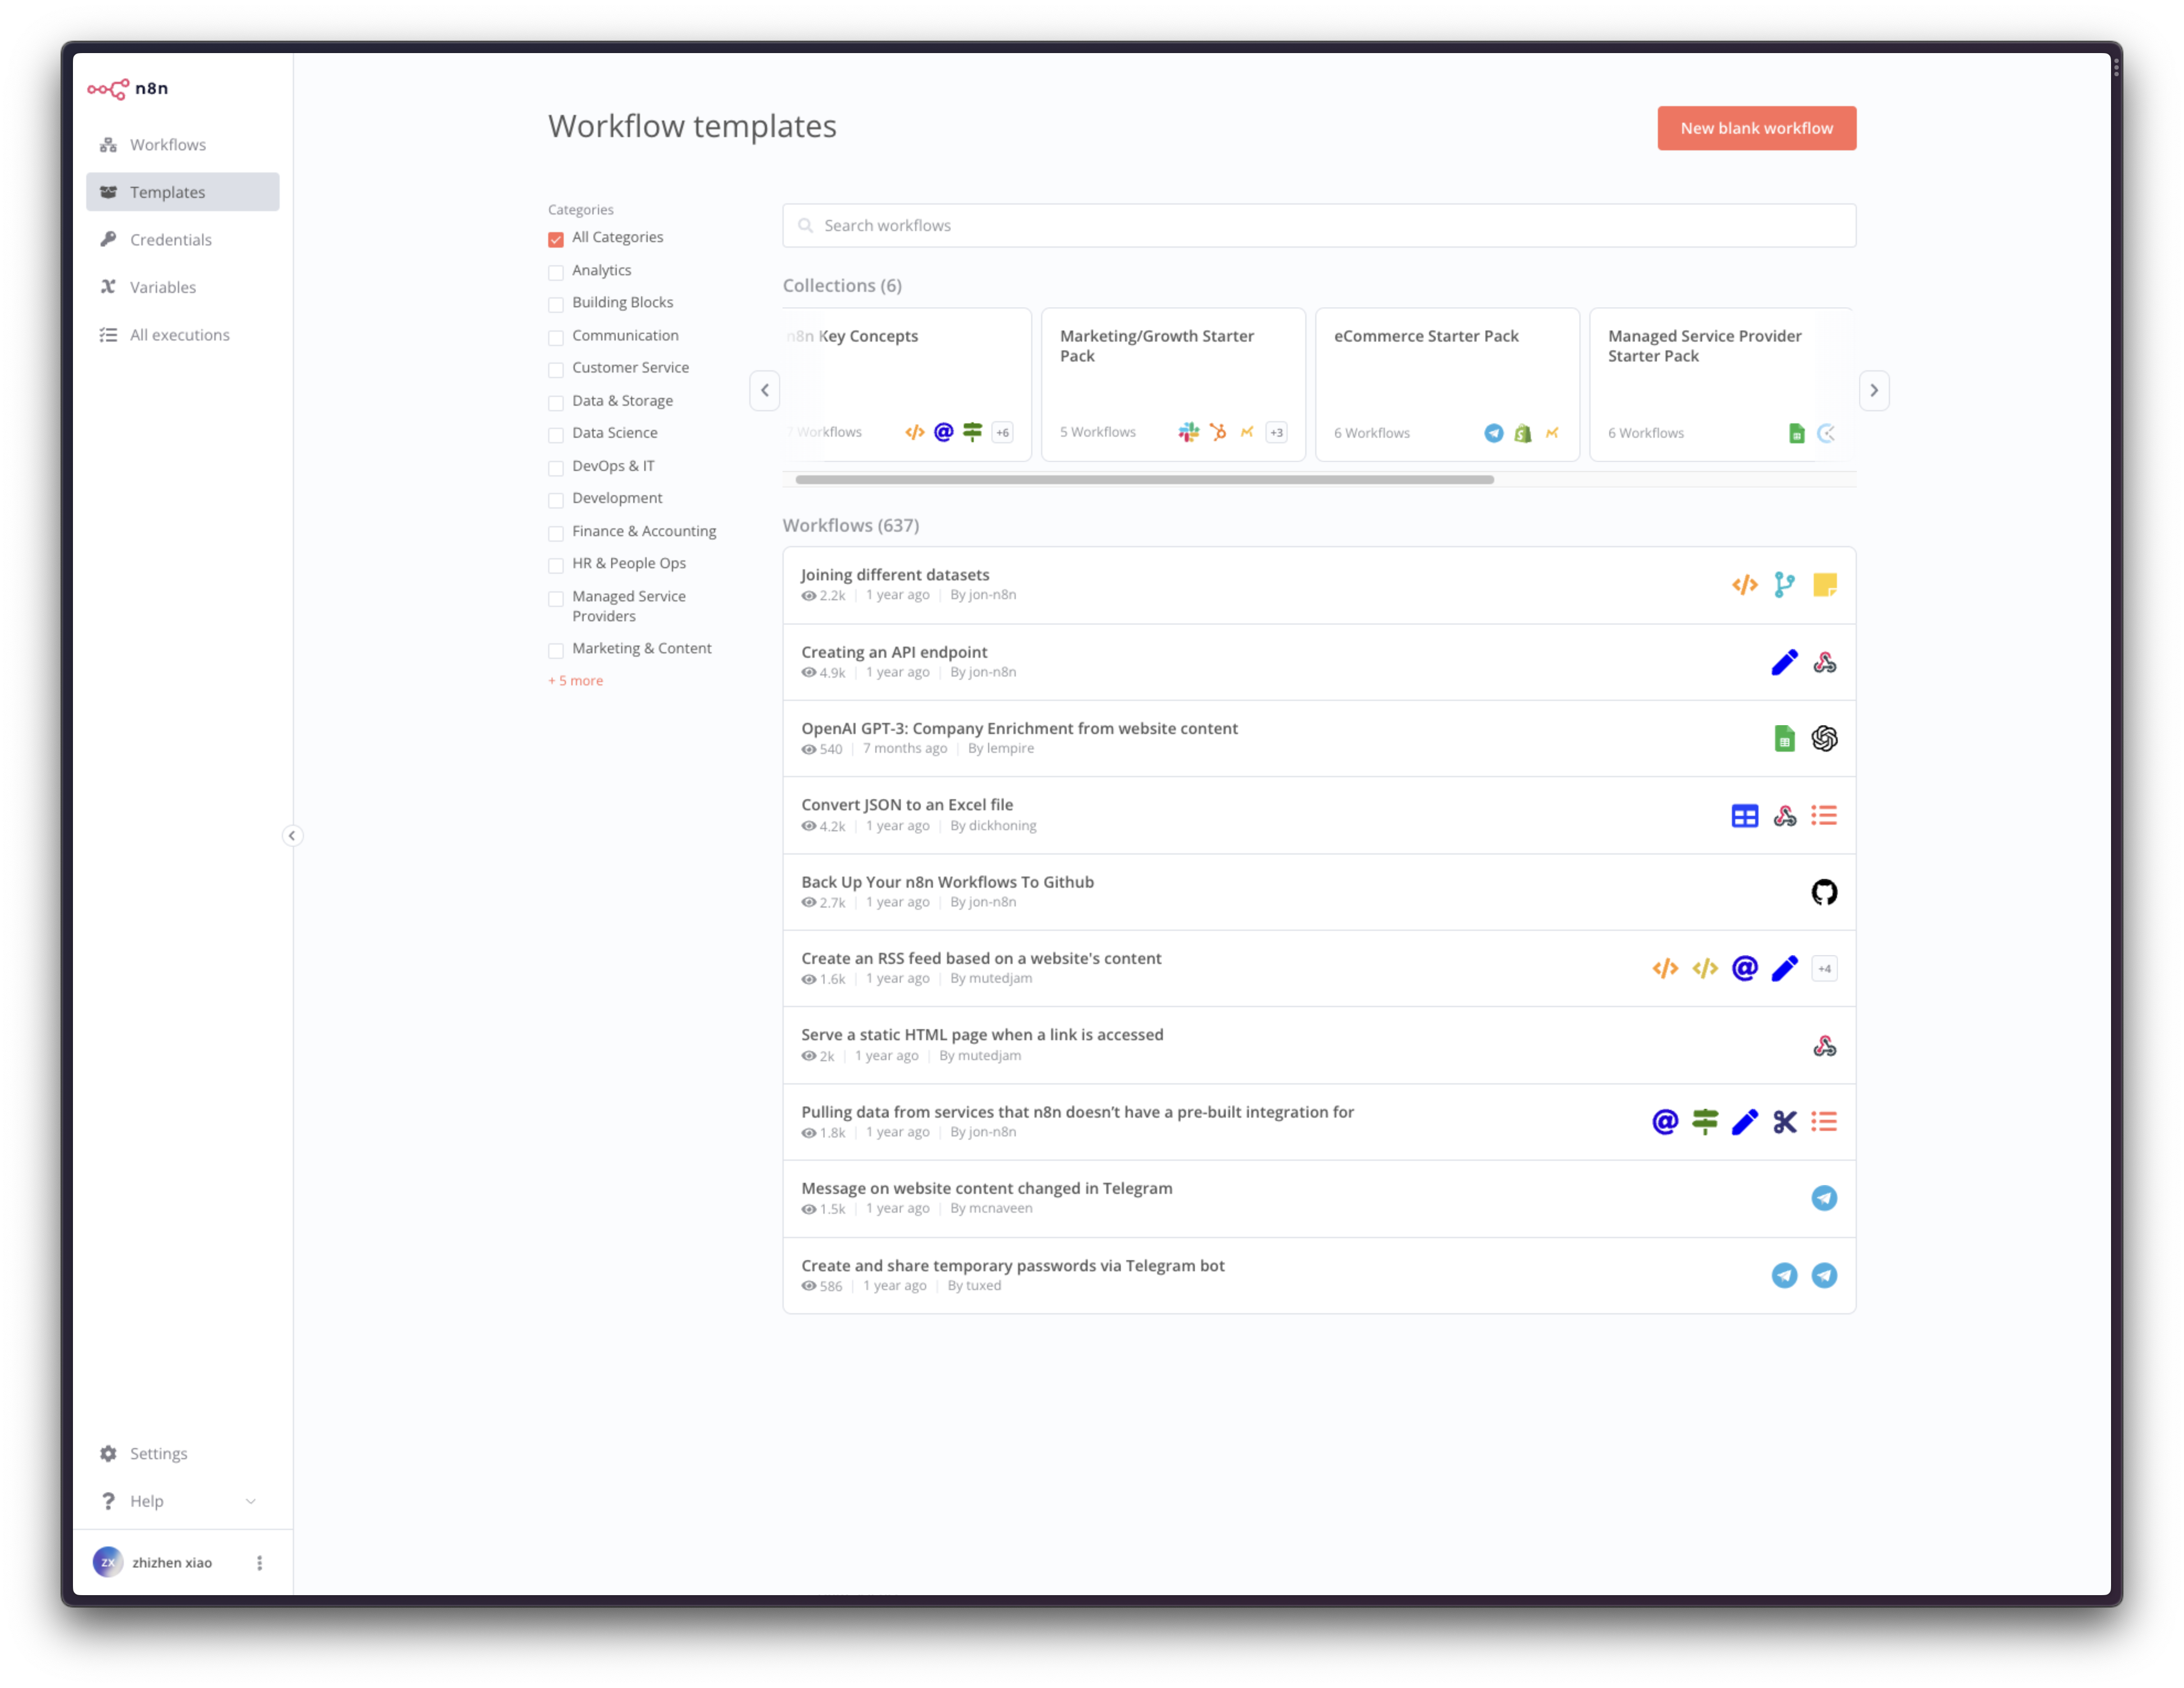 n8n
Workflows
Templates
Credentials
Variables
All executions
Settings
Help
ZX
zhizhen xiao
Workflow templates
New blank workflow
Categories
All Categories
Analytics
Building Blocks
Communication
Customer Service
Data & Storage
Data Science
DevOps & IT
Development
Finance & Accounting
HR & People Ops
Managed Service
Providers
Marketing & Content
+ 5 more
Search workflows
Collections (6)
n8n Key Concepts
7 Workflows
+6
Marketing/Growth Starter
Pack
5 Workflows
+3
eCommerce Starter Pack
6 Workflows
Managed Service Provider
Starter Pack
6 Workflows
Workflows (637)
Joining different datasets
2.2k | 1 year ago | By jon-n8n
Creating an API endpoint
4.9k | 1 year ago | By jon-n8n
OpenAI GPT-3: Company Enrichment from website content
540 | 7 months ago | By lempire
Convert JSON to an Excel file
4.2k | 1 year ago | By dickhoning
Back Up Your n8n Workflows To Github
2.7k | 1 year ago | By jon-n8n
Create an RSS feed based on a website's content
1.6k | 1 year ago | By mutedjam
+4
Serve a static HTML page when a link is accessed
2k | 1 year ago | By mutedjam
Pulling data from services that n8n doesn’t have a pre-built integration for
1.8k | 1 year ago | By jon-n8n
Message on website content changed in Telegram
1.5k | 1 year ago | By mcnaveen
Create and share temporary passwords via Telegram bot
586 | 1 year ago | By tuxed